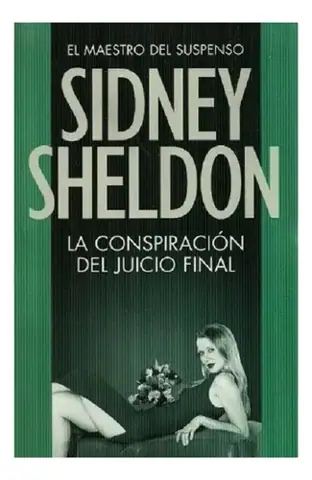 EL MAESTRO DEL SUSPENSO
SIDNEY
SHELDON
LA CONSPIRACIÓN
DEL JUICIO FINAL